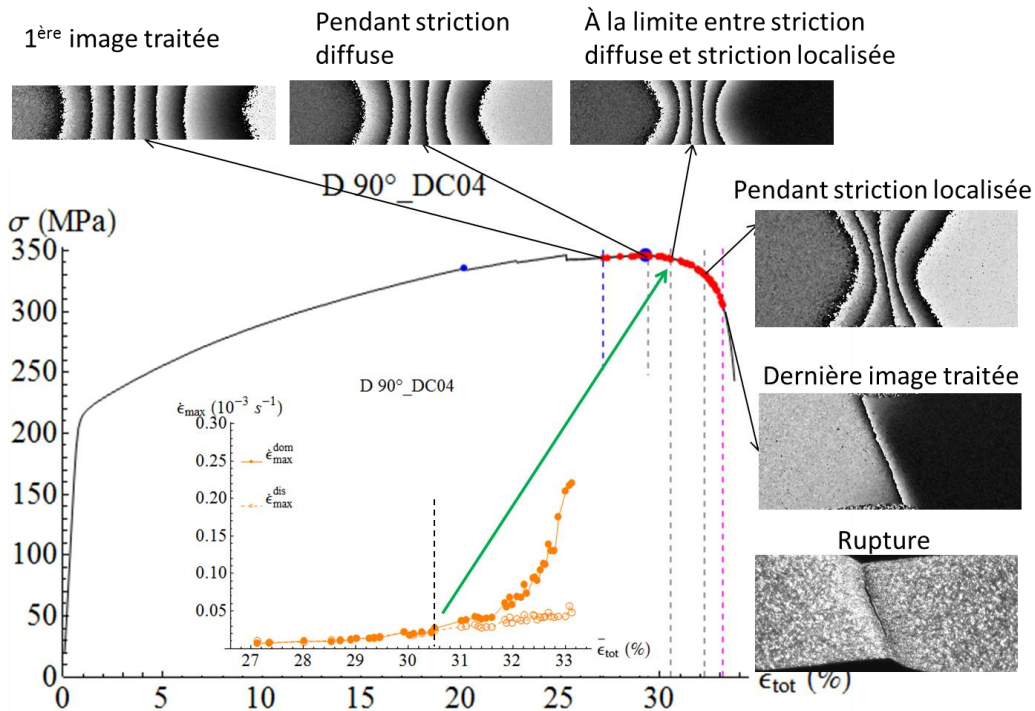 1ère image traitée
Pendant striction
diffuse
À la limite entre striction
diffuse et striction localisée
D 90°_DC04
Pendant striction localisée
σ (MPa)
350
300
250
200
150
100
50
0
0
5
10
15
20
25
30
ϵtot (%)
D 90°_DC04
ϵ̇max (10⁻³ s⁻¹)
0.30
0.25
0.20
0.15
0.10
0.05
ϵ̇max dom
ϵ̇max dis
27
28
29
30
31
32
33
ϵ̄tot (%)
Dernière image traitée
Rupture